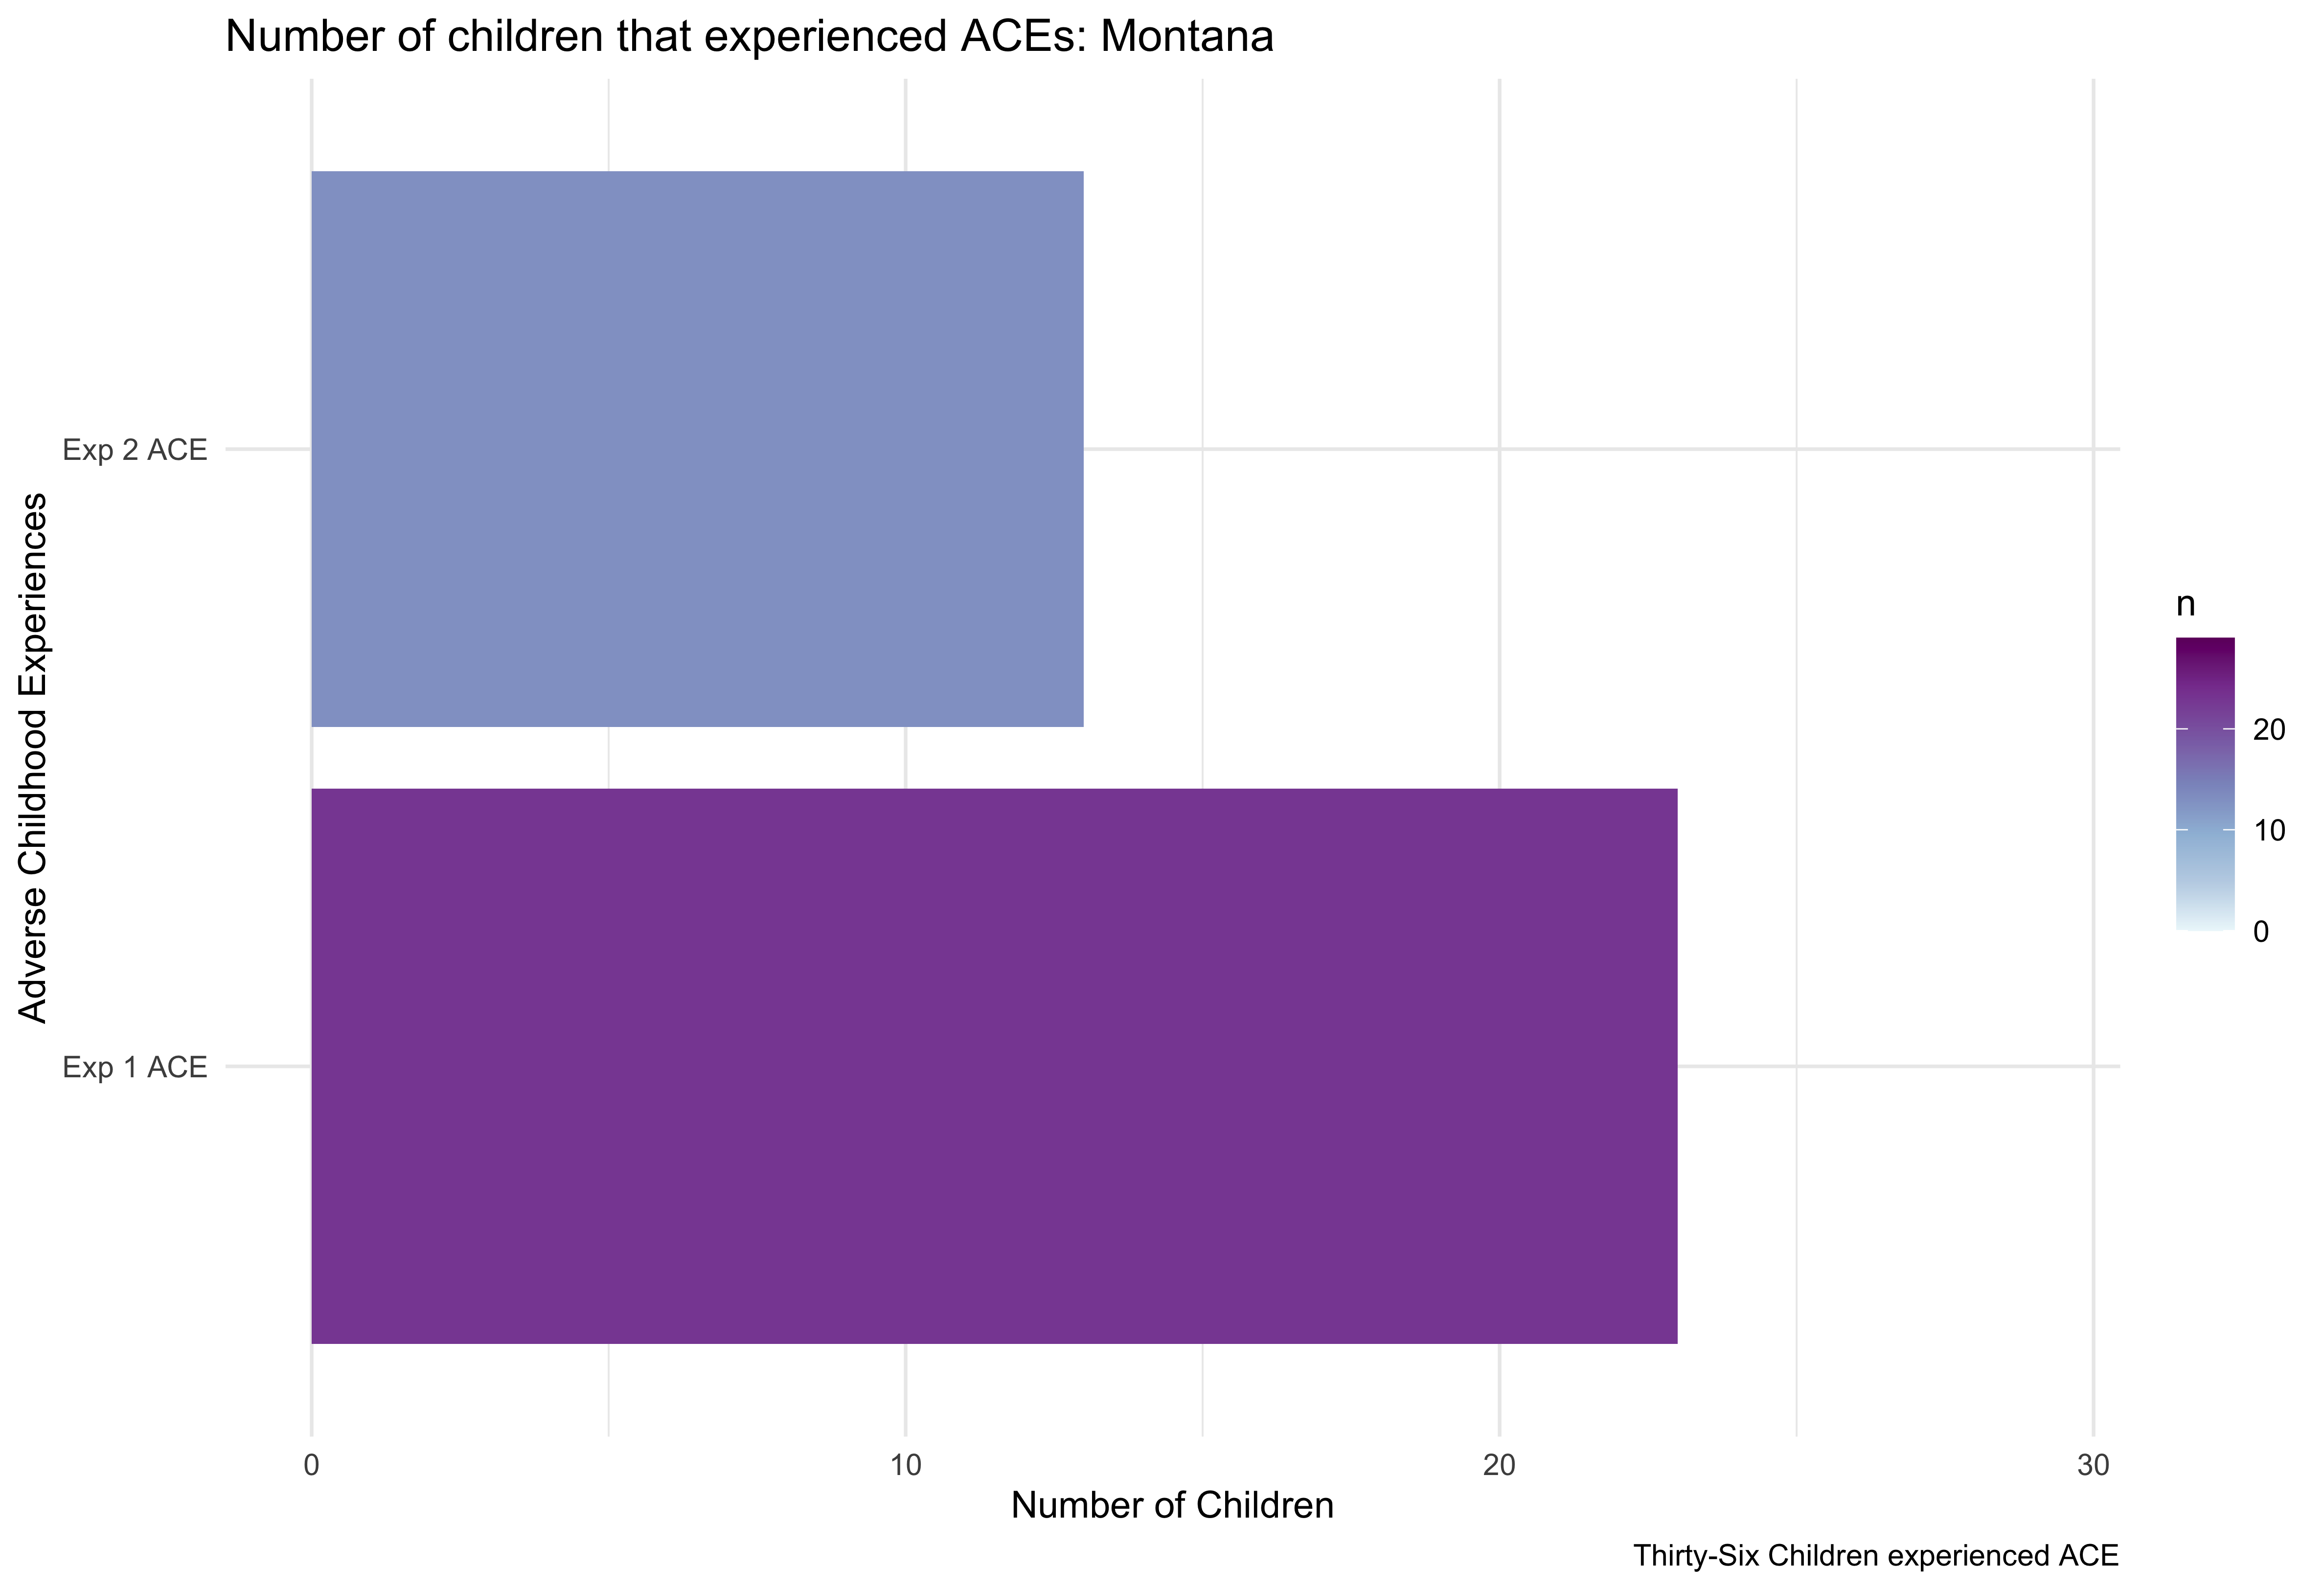 Number of children that experienced ACEs: Montana
Adverse Childhood Experiences
Exp 2 ACE
Exp 1 ACE
0 10 20 30
Number of Children
n
20
10
0
Thirty-Six Children experienced ACE